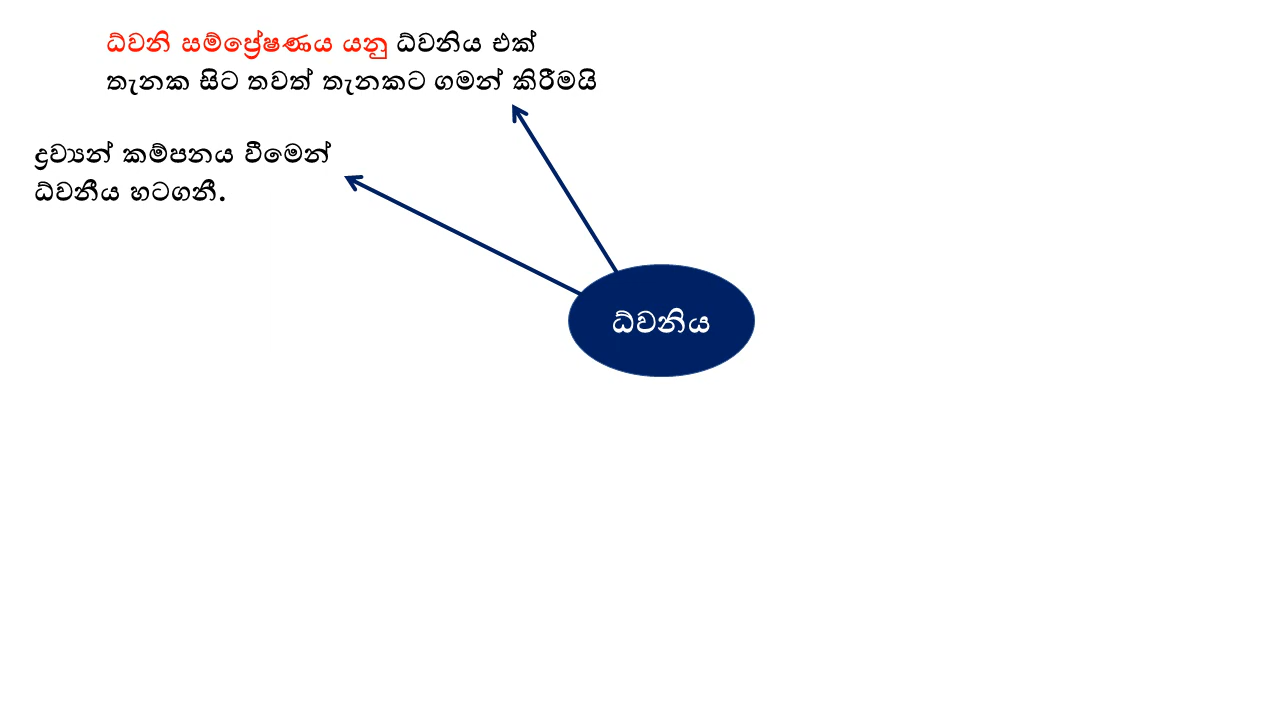 ධ්වනි සම්ප්‍රේෂණය යනු ධ්වනිය එක්
තැනක සිට තවත් තැනකට ගමන් කිරීමයි
ද්‍රව්‍යන් කම්පනය වීමෙන්
ධ්වනීය හටගනී.
ධ්වනිය